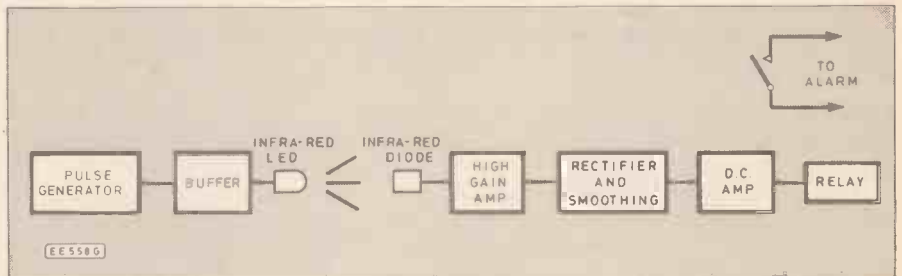 TO
ALARM
INFRA-RED
LED
INFRA-RED
DIODE
PULSE
GENERATOR
BUFFER
HIGH
GAIN
AMP
RECTIFIER
AND
SMOOTHING
D.C.
AMP
RELAY
EE558G